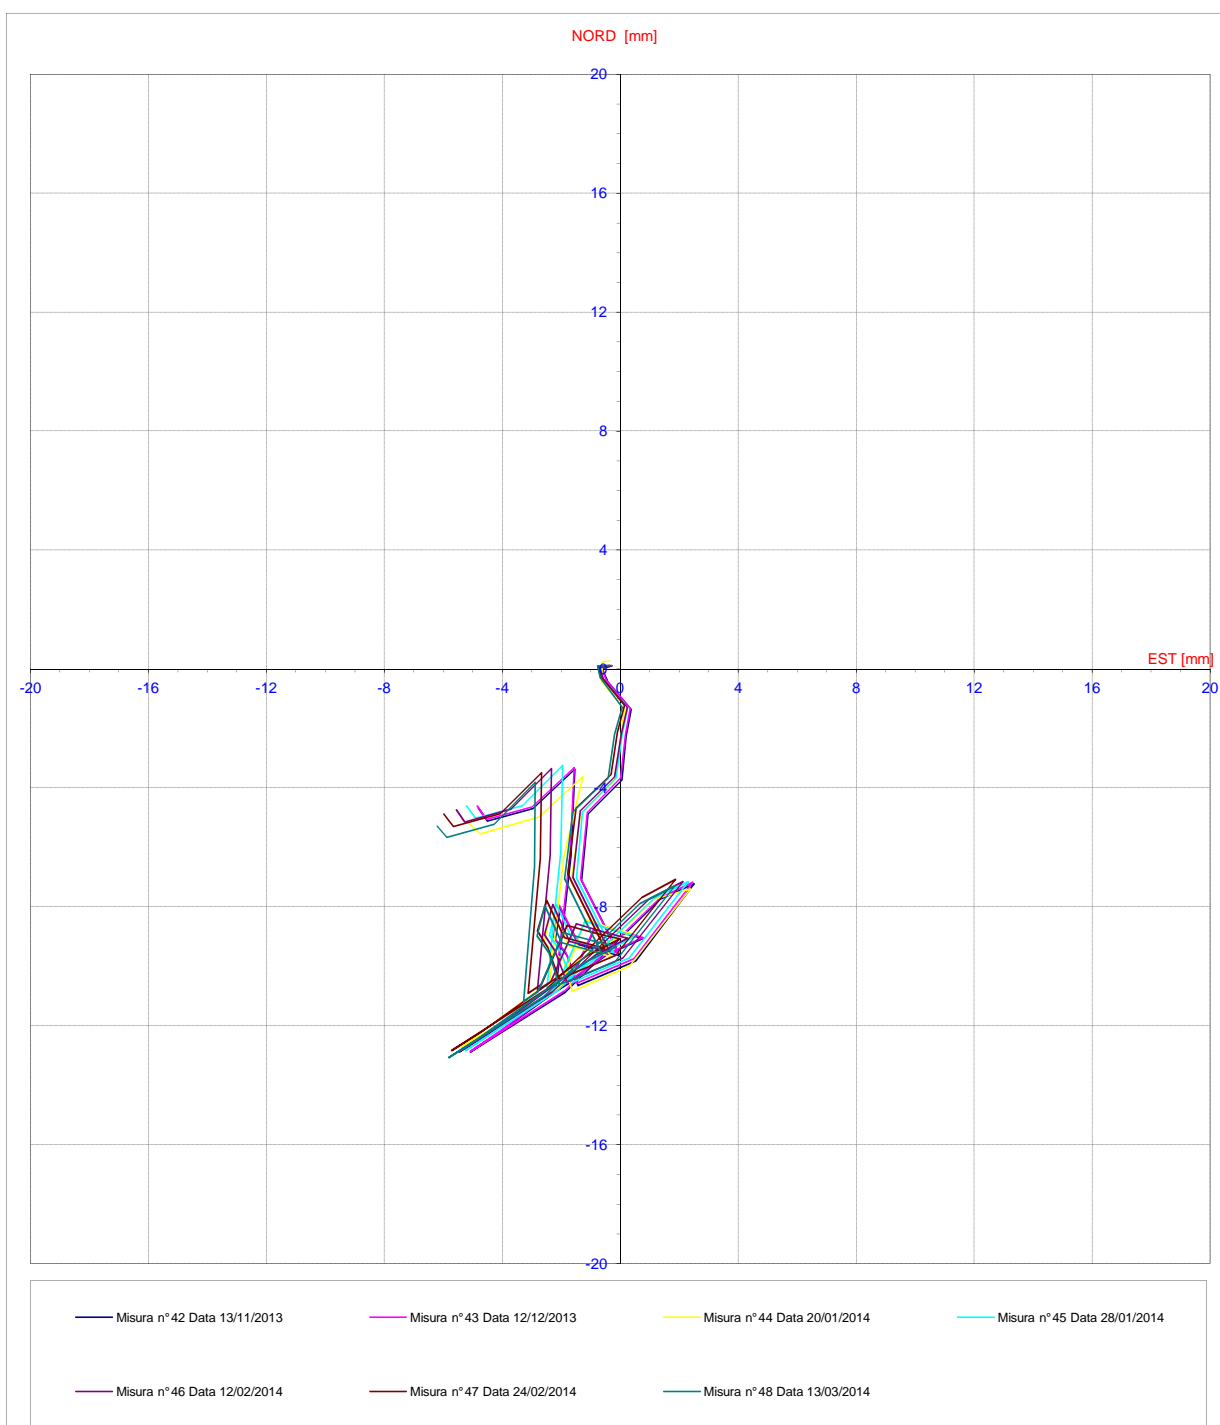 NORD [mm]
20
16
12
8
4
0
EST [mm]
-20 -16 -12 -8 -4 0 4 8 12 16 20
-4
-8
-12
-16
-20
Misura n°42 Data 13/11/2013 Misura n°43 Data 12/12/2013 Misura n°44 Data 20/01/2014 Misura n°45 Data 28/01/2014
Misura n°46 Data 12/02/2014 Misura n°47 Data 24/02/2014 Misura n°48 Data 13/03/2014